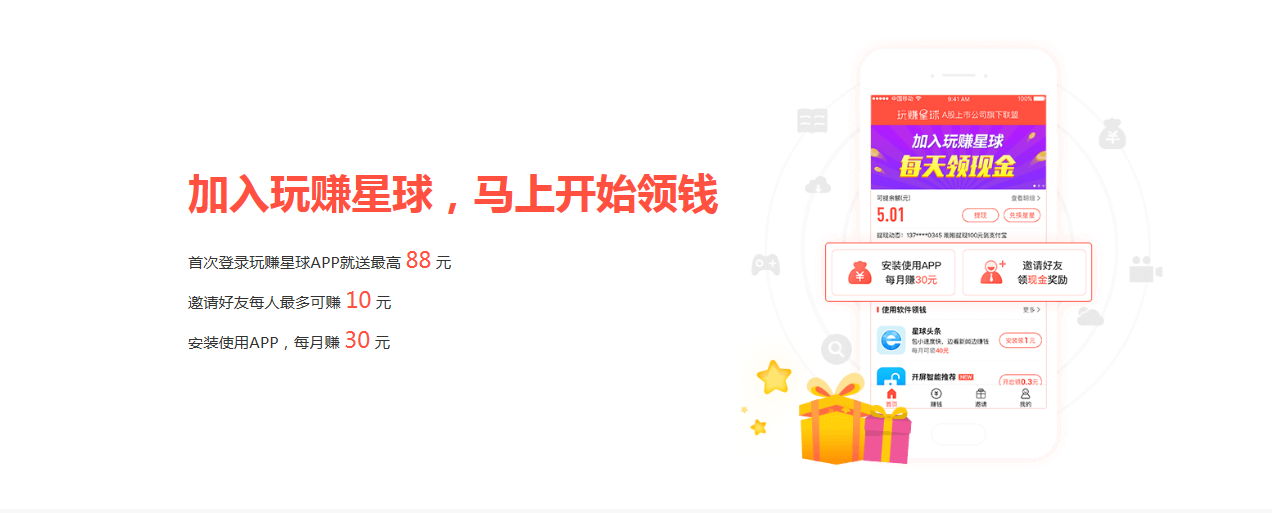 加入玩赚星球，马上开始领钱
首次登录玩赚星球APP就送最高 88 元
邀请好友每人最多可赚 10 元
安装使用APP，每月赚 30 元
中国移动 9:41 AM 100%
玩赚星球 A股上市公司旗下联盟
加入玩赚星球
每天领现金
可提余额(元) 查看明细
5.01 提现 兑换星星
提现动态：137****0345 刚刚提现100元到支付宝
安装使用APP
每月赚30元
邀请好友
领现金奖励
使用软件领钱 更多
星球头条
包小速度快、边看新闻边赚钱
每月可领40元
安装领1元
开屏智能推荐 NEW
开启领0.3元
首页 赚钱 邀请 我的